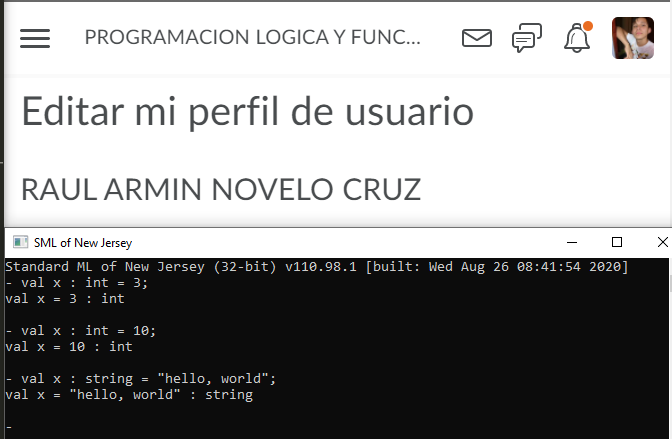 PROGRAMACION LOGICA Y FUNC...
Editar mi perfil de usuario
RAUL ARMIN NOVELO CRUZ
SML of New Jersey
Standard ML of New Jersey (32-bit) v110.98.1 [built: Wed Aug 26 08:41:54 2020]
- val x : int = 3;
val x = 3 : int
- val x : int = 10;
val x = 10 : int
- val x : string = "hello, world";
val x = "hello, world" : string
-